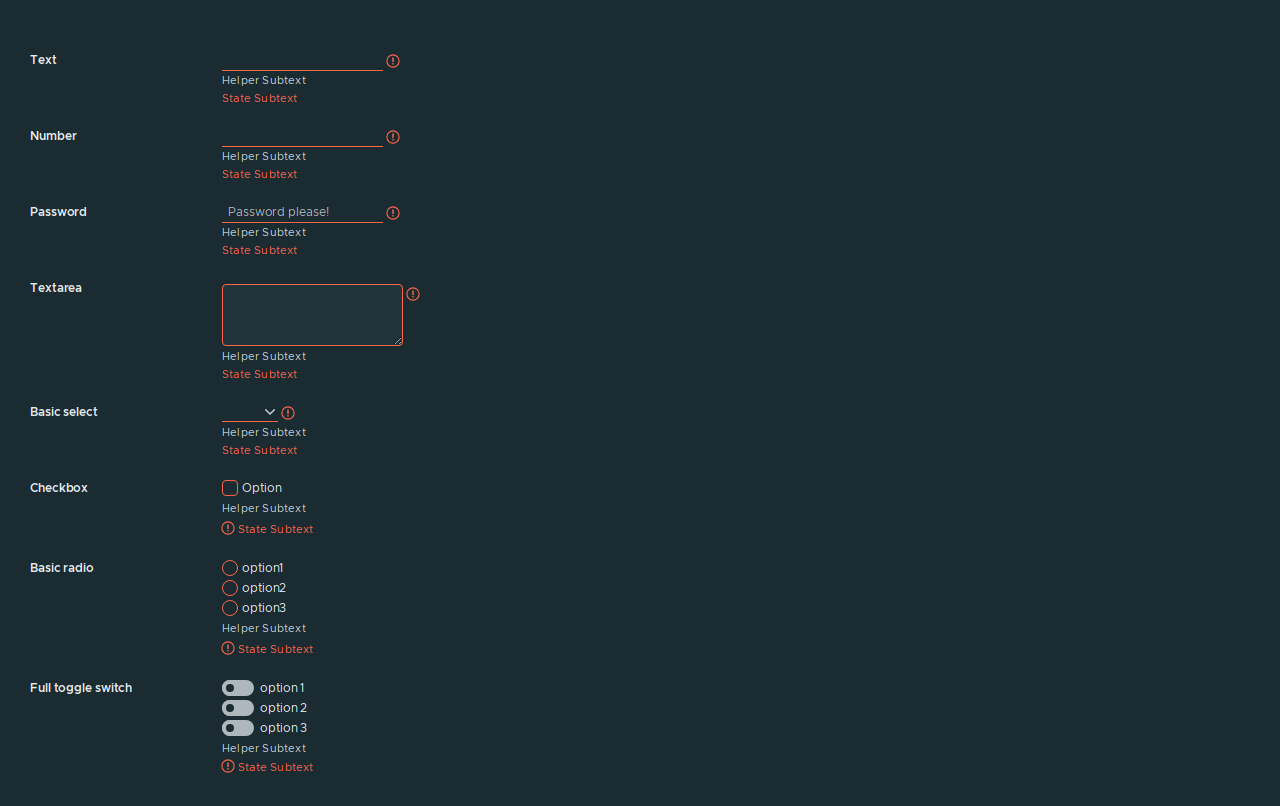 Text
Helper Subtext
State Subtext
Number
Helper Subtext
State Subtext
Password
Password please!
Helper Subtext
State Subtext
Textarea
Helper Subtext
State Subtext
Basic select
Helper Subtext
State Subtext
Checkbox
Option
Helper Subtext
State Subtext
Basic radio
option1
option2
option3
Helper Subtext
State Subtext
Full toggle switch
option 1
option 2
option 3
Helper Subtext
State Subtext